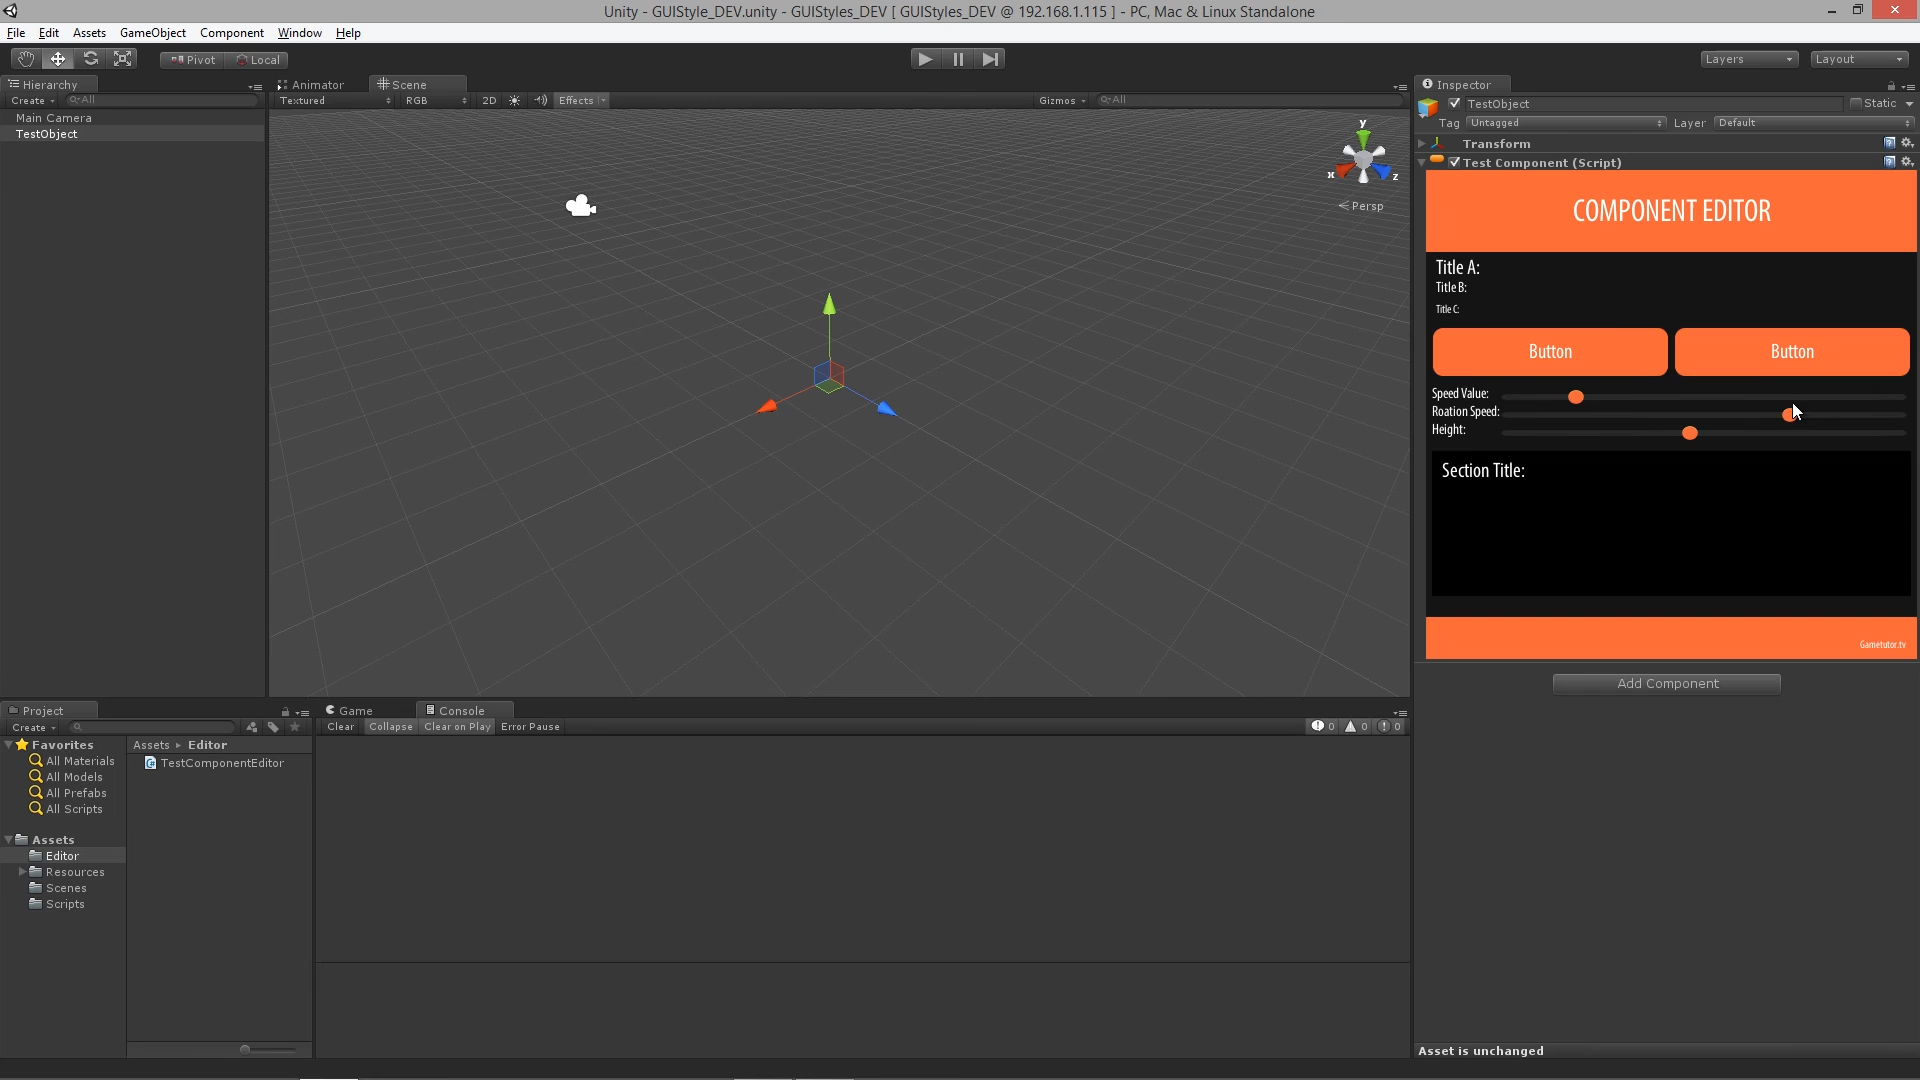 Unity - GUIStyle_DEV.unity - GUIStyles_DEV [ GUIStyles_DEV @ 192.168.1.115 ] - PC, Mac & Linux Standalone
File Edit Assets GameObject Component Window Help
Pivot Local Layers Layout
Hierarchy
Create All
Main Camera
TestObject
Animator Scene
Textured RGB 2D Effects Gizmos All
y
x z
Persp
Inspector
TestObject Static
Tag Untagged Layer Default
Transform
Test Component (Script)
COMPONENT EDITOR
Title A:
Title B:
Title C:
Button Button
Speed Value:
Roation Speed:
Height:
Section Title:
Gametutor.tv
Add Component
Asset is unchanged
Project
Create
Favorites
All Materials
All Models
All Prefabs
All Scripts
Assets
Editor
Resources
Scenes
Scripts
Assets Editor
TestComponentEditor
Game Console
Clear Collapse Clear on Play Error Pause 0 0 0